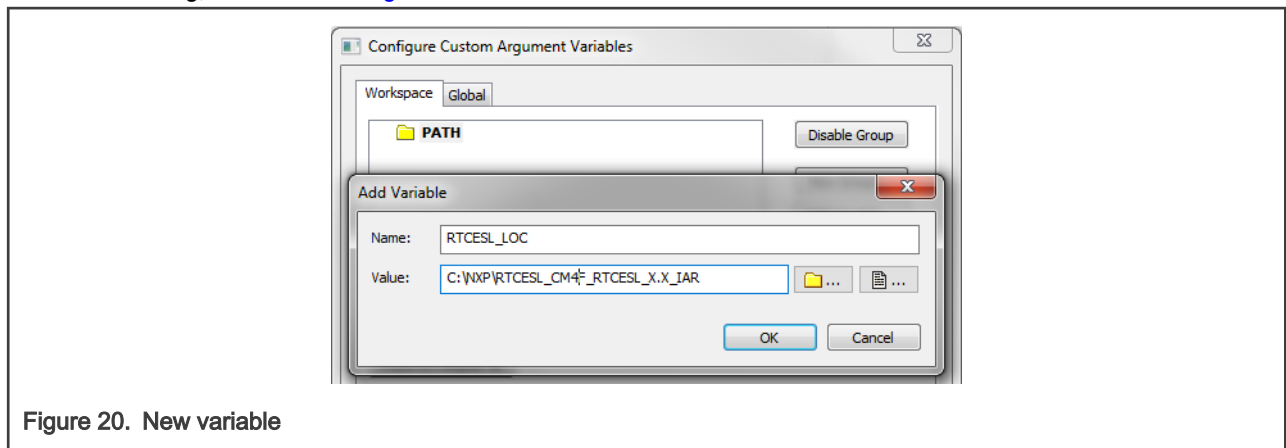 Configure Custom Argument Variables
Workspace Global
PATH
Disable Group
Add Variable
Name: RTCESL_LOC
Value: C:\NXP\RTCESL_CM4F_RTCESL_X.X_IAR ... ...
OK Cancel
Figure 20. New variable